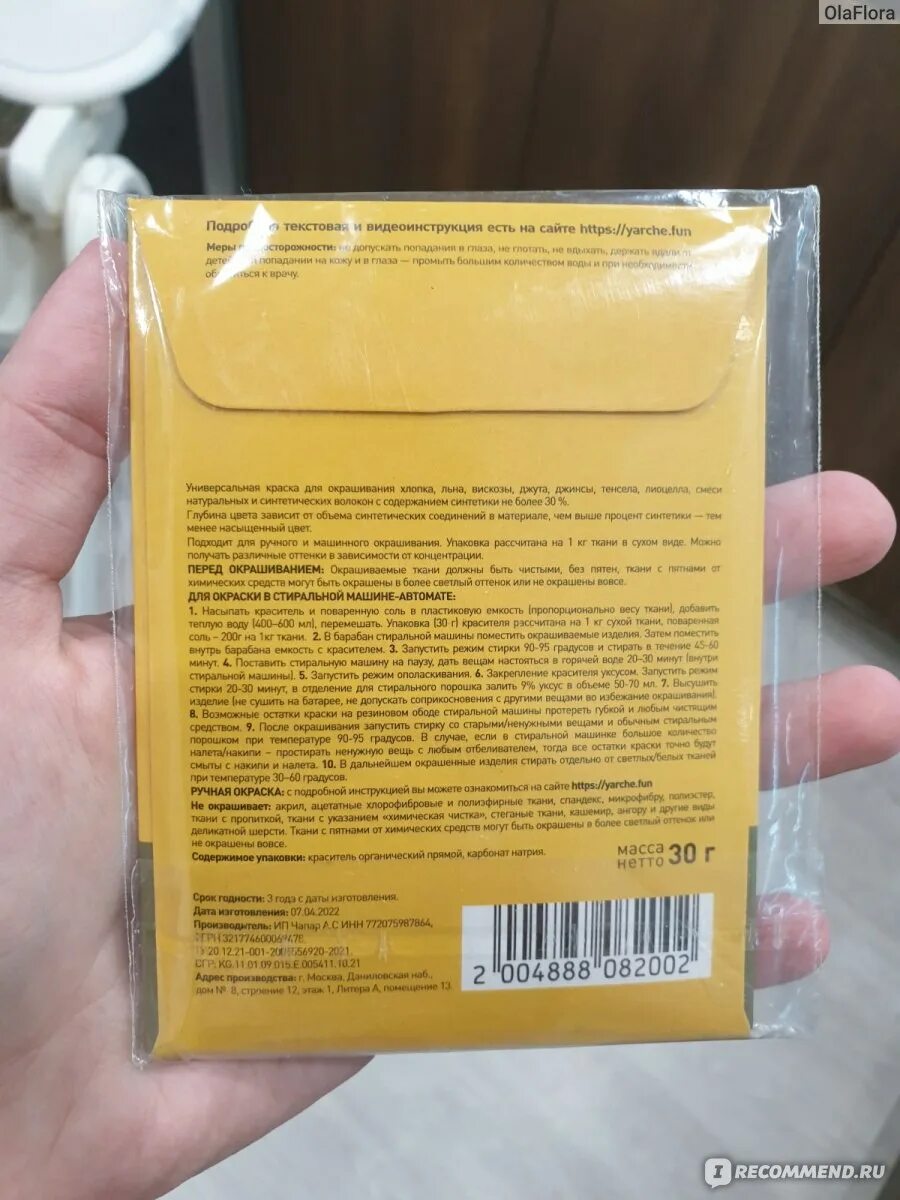 OlaFlora
Подробная текстовая и видеоинструкция есть на сайте https://yarche.fun
Меры предосторожности: не допускать попадания в глаза, не глотать, не вдыхать, держать вдали от
попадании на кожу и в глаза — промыть большим количеством воды и при необходимости
обратиться к врачу.
Универсальная краска для окрашивания хлопка, льна, вискозы, джута, джинсы, тенсела, лиоцелла, смеси
натуральных и синтетических волокон с содержанием синтетики не более 30 %.
Глубина цвета зависит от объема синтетических соединений в материале, чем выше процент синтетики — тем
менее насыщенный цвет.
Подходит для ручного и машинного окрашивания. Упаковка рассчитана на 1 кг ткани в сухом виде. Можно
получать различные оттенки в зависимости от концентрации.
ПЕРЕД ОКРАШИВАНИЕМ: Окрашиваемые ткани должны быть чистыми, без пятен, ткани с пятнами от
химических средств могут быть окрашены в более светлый оттенок или не окрашены вовсе.
ДЛЯ ОКРАСКИ В СТИРАЛЬНОЙ МАШИНЕ-АВТОМАТЕ:
1. Насыпать краситель и поваренную соль в пластиковую емкость (пропорционально весу ткани), добавить
теплую воду (400–600 мл), перемешать. Упаковка (30 г) красителя рассчитана на 1 кг сухой ткани, поваренная
соль – 200г на 1кг ткани. 2. В барабан стиральной машины поместить окрашиваемые изделия. Затем поместить
внутрь барабана емкость с красителем. 3. Запустить режим стирки 90-95 градусов и стирать в течение 45-60
минут. 4. Поставить стиральную машину на паузу, дать вещам настояться в горячей воде 20–30 минут (внутри
стиральной машины). 5. Запустить режим ополаскивания. 6. Закрепление красителя уксусом. Запустить режим
стирки 20-30 минут, в отделение для стирального порошка залить 9% уксус в объеме 50-70 мл. 7. Высушить
изделие (не сушить на батарее, не допускать соприкосновения с другими вещами во избежание окрашивания).
8. Возможные остатки краски на резиновом ободе стиральной машины протереть губкой и любым чистящим
средством. 9. После окрашивания запустить стирку со старыми/ненужными вещами и обычным стиральным
порошком при температуре 90-95 градусов. В случае, если в стиральной машинке большое количество
налета/накипи – простирать ненужную вещь с любым отбеливателем, тогда все остатки краски точно будут
смыты с накипи и налета. 10. В дальнейшем окрашенные изделия стирать отдельно от светлых/белых тканей
при температуре 30–60 градусов.
РУЧНАЯ ОКРАСКА: с подробной инструкцией вы можете ознакомиться на сайте https://yarche.fun
Не окрашивает: акрил, ацетатные хлорофибровые и полиэфирные ткани, спандекс, микрофибру, полиэстер,
ткани с пропиткой, ткани с указанием «химическая чистка», стеганые ткани, кашемир, ангору и другие виды
деликатной шерсти. Ткани с пятнами от химических средств могут быть окрашены в более светлый оттенок или
не окрашены вовсе.
Содержимое упаковки: краситель органический прямой, карбонат натрия.
масса
нетто 30 г
Срок годности: 3 года с даты изготовления.
Дата изготовления: 07.04.2022
Производитель: ИП Чапар А.С ИНН 772075987864,
20.12.21-001-2021
KG.11.01.09.015.E.005411.10.21
Адрес производства: г. Москва, Даниловская наб.,
дом № 8, строение 12, этаж 1, Литера А, помещение 13.
2 004888 082002
IRECOMMEND.RU